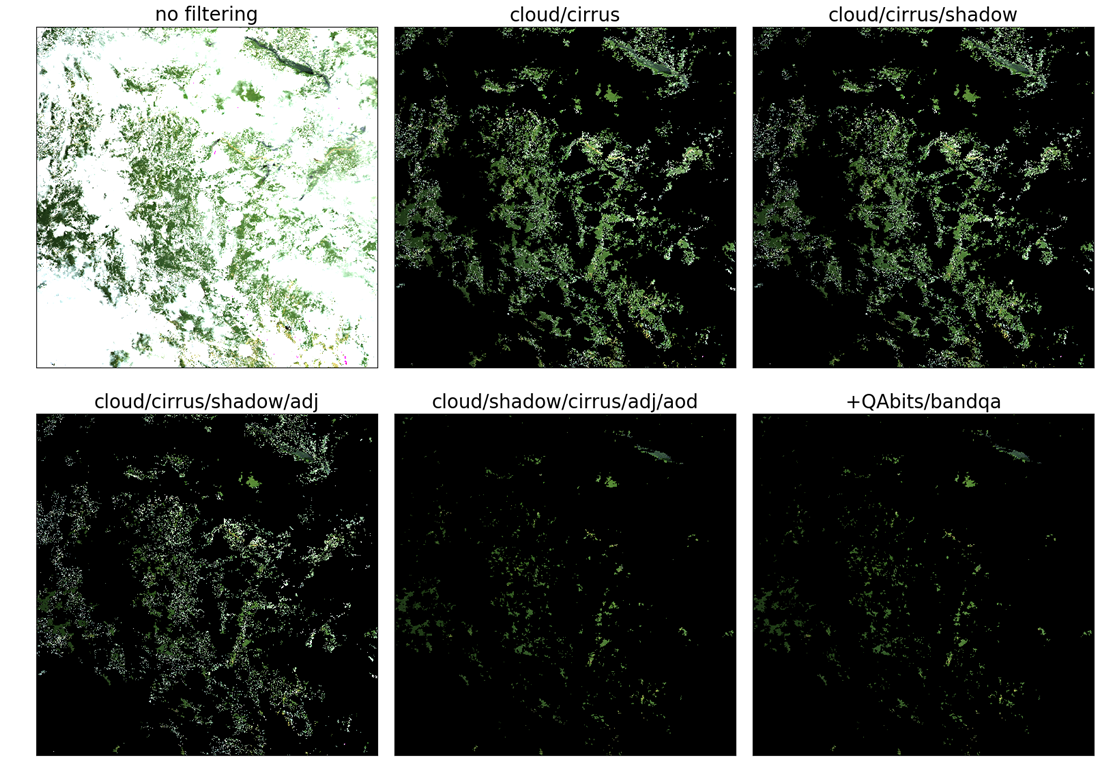 no filtering
cloud/cirrus
cloud/cirrus/shadow
cloud/cirrus/shadow/adj
cloud/shadow/cirrus/adj/aod
+QAbits/bandqa